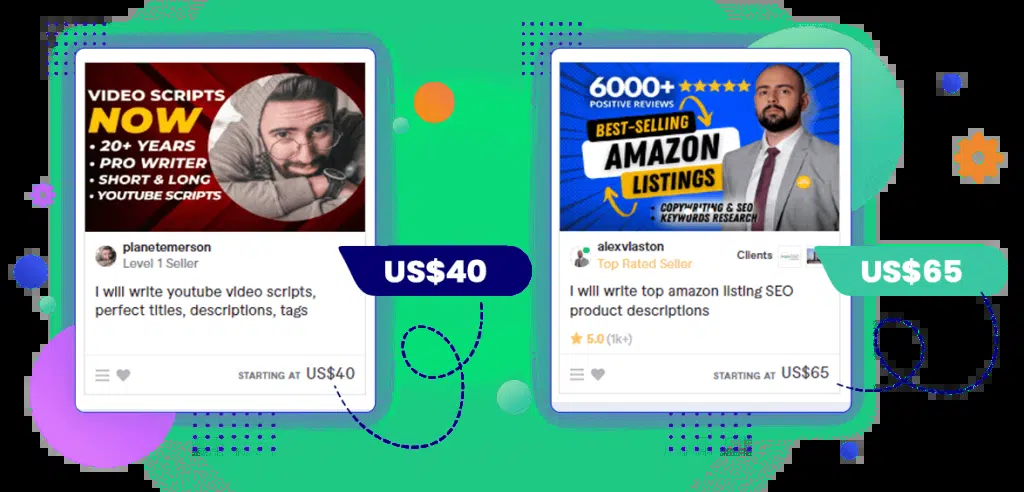 VIDEO SCRIPTS
NOW
• 20+ YEARS
• PRO WRITER
• SHORT & LONG
• YOUTUBE SCRIPTS
planetemerson
Level 1 Seller
I will write youtube video scripts,
perfect titles, descriptions, tags
STARTING AT US$40
US$40
6000+
POSITIVE REVIEWS
BEST-SELLING
AMAZON
LISTINGS
• COPYWRITING & SEO
• KEYWORDS RESEARCH
alexvlaston
Top Rated Seller
Clients
I will write top amazon listing SEO
product descriptions
5.0 (1k+)
STARTING AT US$65
US$65